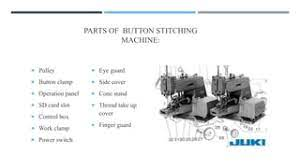 PARTS OF BUTTON STITCHING
MACHINE:
Pulley
Button clamp
Operation panel
SD card slot
Control box
Work clamp
Power switch
Eye guard
Side cover
Cone stand
Thread take up
cover
Finger guard
JUKI